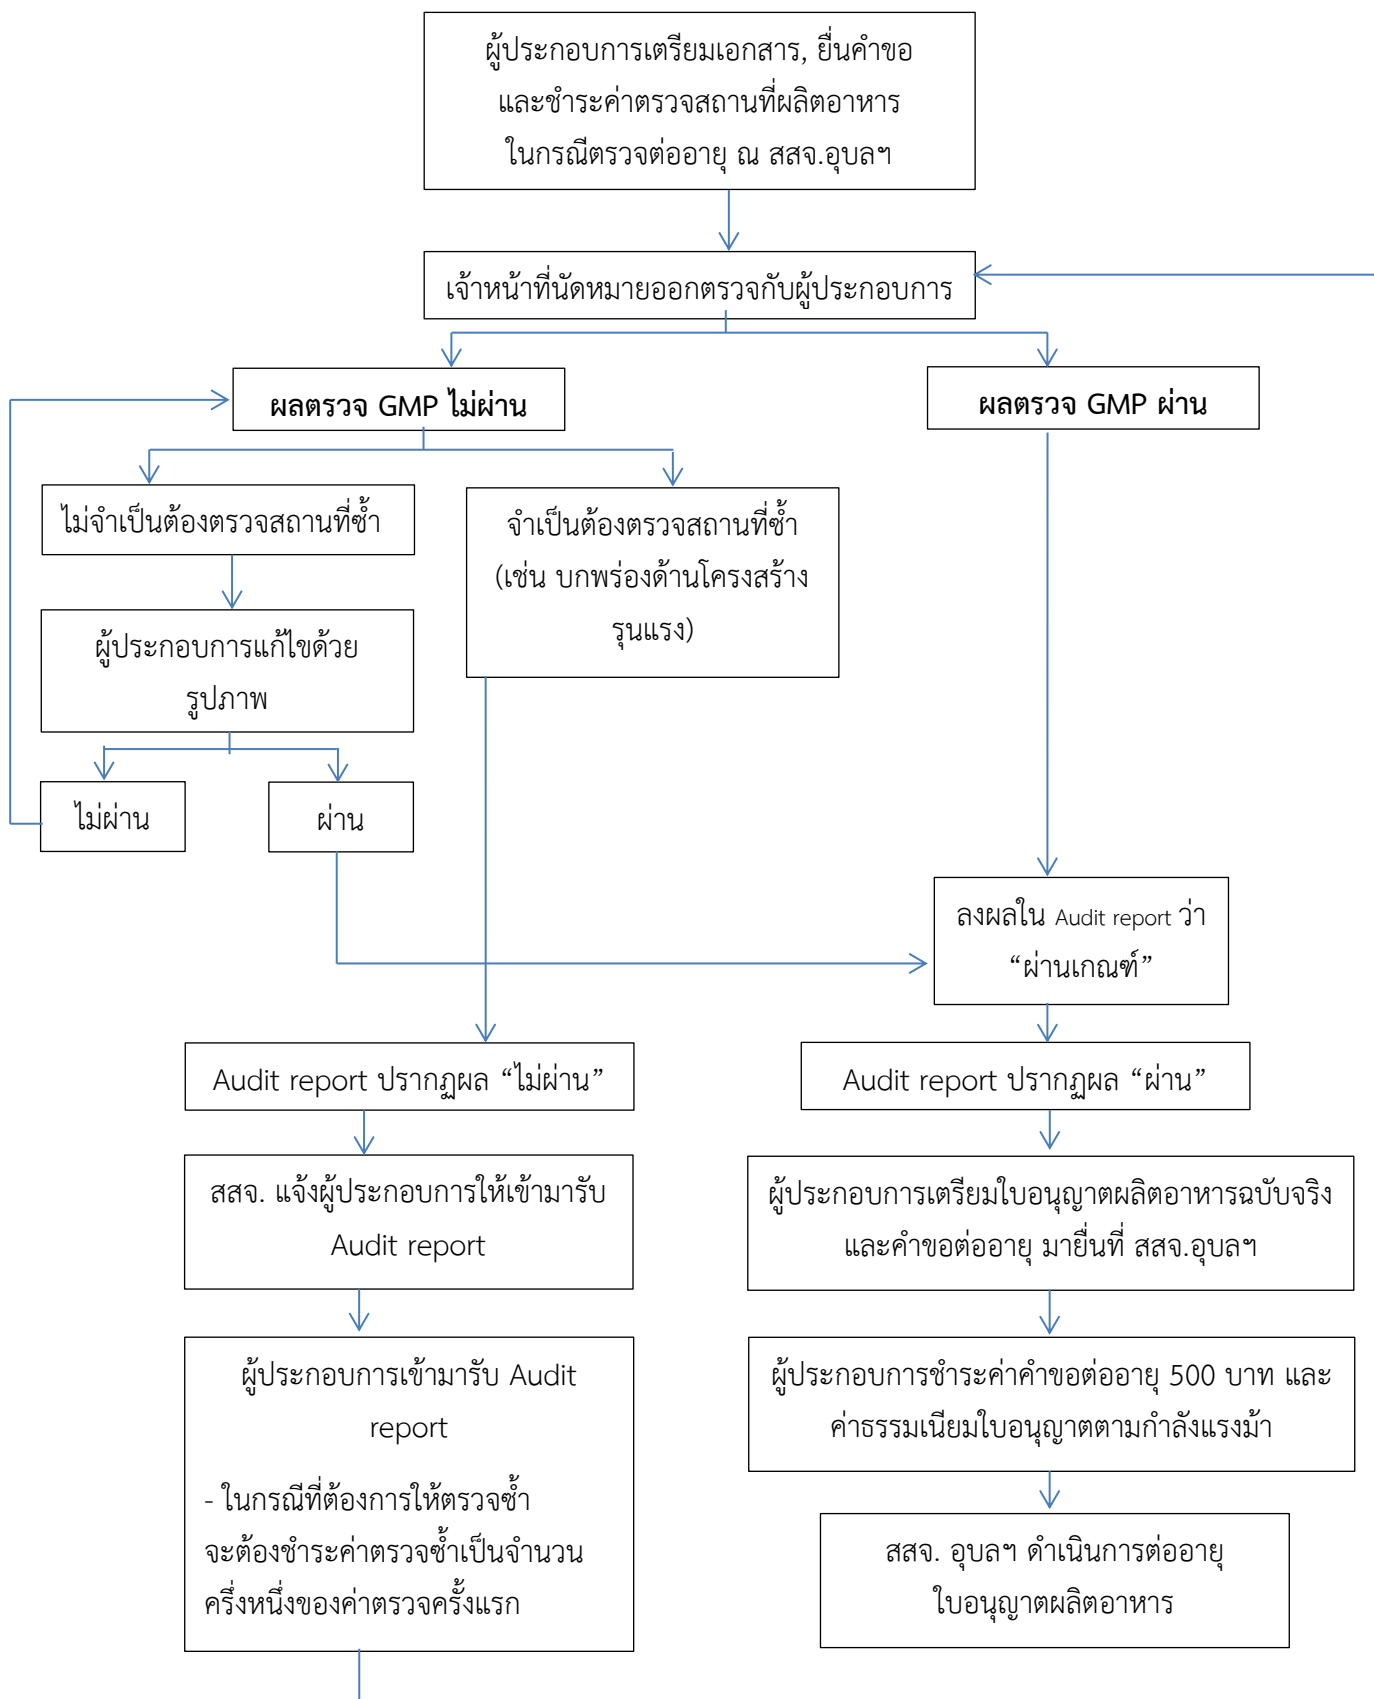 ผู้ประกอบการเตรียมเอกสาร, ยื่นคำขอ
และชำระค่าตรวจสถานที่ผลิตอาหาร
ในกรณีตรวจต่ออายุ ณ สสจ.อุบลฯ
เจ้าหน้าที่นัดหมายออกตรวจกับผู้ประกอบการ
ผลตรวจ GMP ไม่ผ่าน
ผลตรวจ GMP ผ่าน
ไม่จำเป็นต้องตรวจสถานที่ซ้ำ
จำเป็นต้องตรวจสถานที่ซ้ำ
(เช่น บกพร่องด้านโครงสร้าง
รุนแรง)
ผู้ประกอบการแก้ไขด้วย
รูปภาพ
ไม่ผ่าน
ผ่าน
ลงผลใน Audit report ว่า
“ผ่านเกณฑ์”
Audit report ปรากฏผล “ไม่ผ่าน”
Audit report ปรากฏผล “ผ่าน”
สสจ. แจ้งผู้ประกอบการให้เข้ามารับ
Audit report
ผู้ประกอบการเตรียมใบอนุญาตผลิตอาหารฉบับจริง
และคำขอต่ออายุ มายื่นที่ สสจ.อุบลฯ
ผู้ประกอบการเข้ามารับ Audit
report
- ในกรณีที่ต้องการให้ตรวจซ้ำ
จะต้องชำระค่าตรวจซ้ำเป็นจำนวน
ครึ่งหนึ่งของค่าตรวจครั้งแรก
ผู้ประกอบการชำระค่าคำขอต่ออายุ 500 บาท และ
ค่าธรรมเนียมใบอนุญาตตามกำลังแรงม้า
สสจ. อุบลฯ ดำเนินการต่ออายุ
ใบอนุญาตผลิตอาหาร